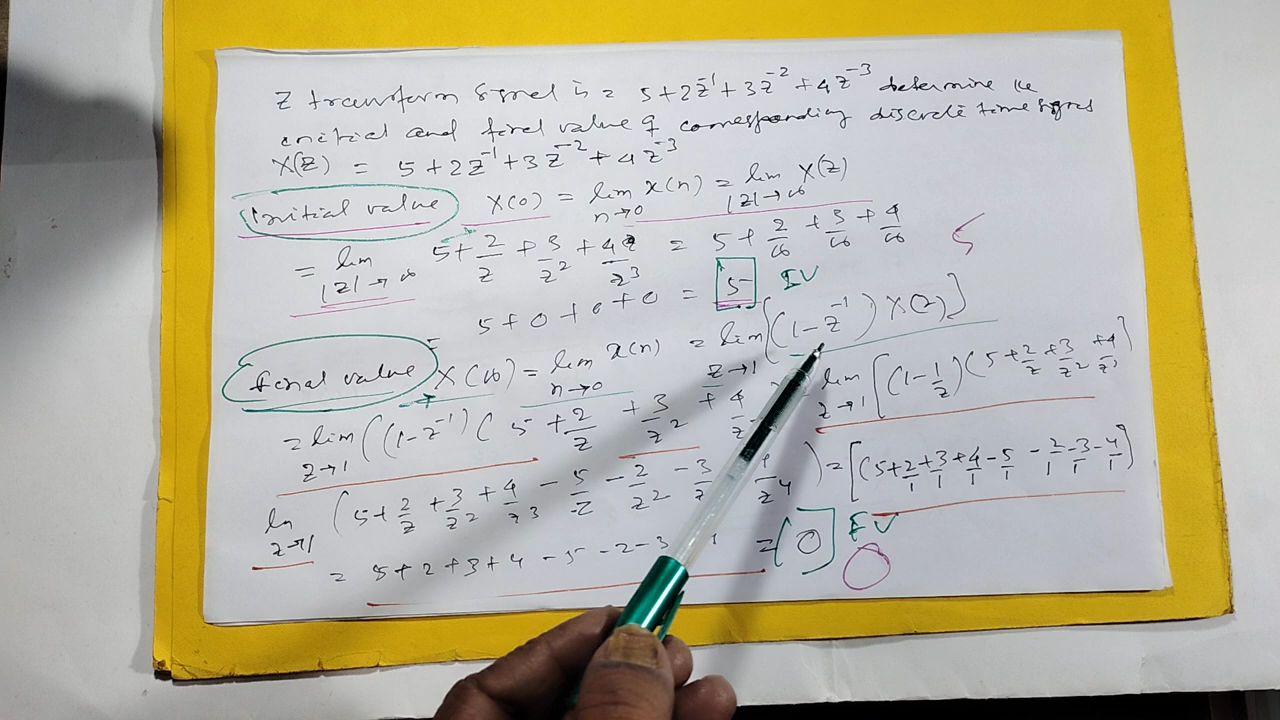 Z transform signal is = 5+2z⁻¹+3z⁻²+4z⁻³ determine the
initial and final value of corresponding discrete time signal
X(Z) = 5+2z⁻¹+3z⁻²+4z⁻³
initial value X(0) = lim n→0 x(n) = lim |Z|→∞ X(Z)
= lim |Z|→∞ 5+2/z+3/z²+4/z³ = 5+2/∞+3/∞+4/∞ 5
5+0+0+0 = 5 IV
final value X(∞) = lim n→0 x(n) = lim z→1 [(1-z⁻¹) X(z)]
= lim z→1 ((1-z⁻¹)(5+2/z+3/z²+4/z = lim z→1 [(1-1/z)(5+2/z+3/z²+4/z³)]
lm z→1 (5+2/z+3/z²+4/z³-5/z-2/z²-3/z /z⁴) = [(5+2/1+3/1+4/1-5/1-2/1-3/1-4/1)]
= 5+2+3+4-5-2-3 = [0] FV 0